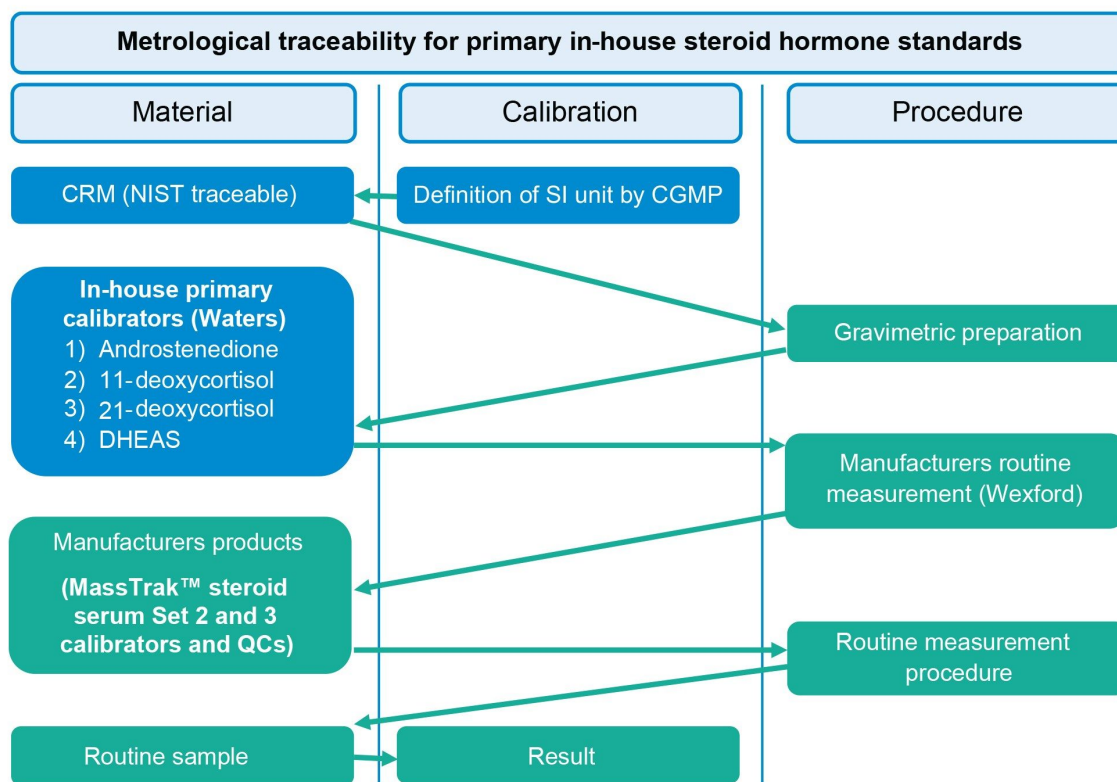 Metrological traceability for primary in-house steroid hormone standards
Material
Calibration
Procedure
CRM (NIST traceable)
Definition of SI unit by CGMP
In-house primary
calibrators (Waters)
1) Androstenedione
2) 11-deoxycortisol
3) 21-deoxycortisol
4) DHEAS
Gravimetric preparation
Manufacturers routine
measurement (Wexford)
Manufacturers products
(MassTrak™ steroid
serum Set 2 and 3
calibrators and QCs)
Routine measurement
procedure
Routine sample
Result